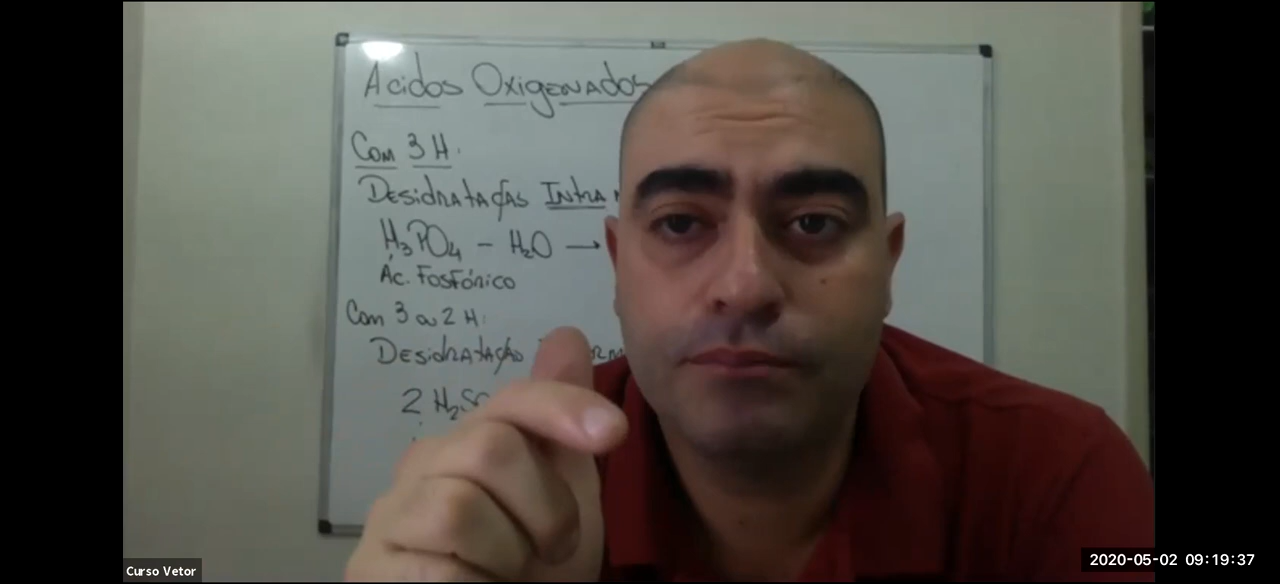 Ácidos Oxigenados
Com 3 H.
Desidratação Intra
H₃PO₄ - H₂O →
Ác. Fosfórico
Com 3 ou 2 H:
Desidratação
2 H₂S
Curso Vetor
2020-05-02 09:19:37